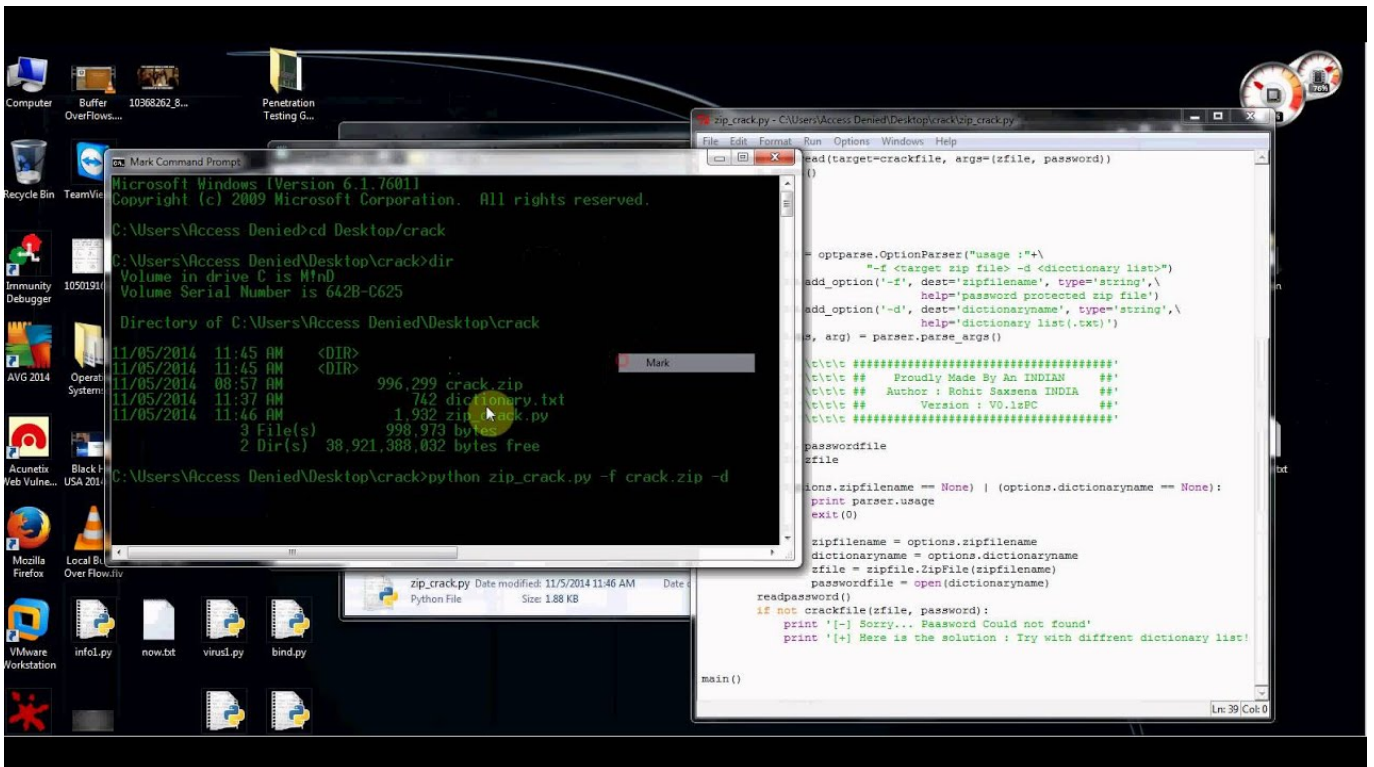 Computer
Buffer
OverFlows....
10368262_8...
Penetration
Testing G...
Recycle Bin
TeamVie
Immunity
Debugger
1050191(
AVG 2014
Operati
System:
Acunetix
Web Vulne...
Black H
USA 201
Mozilla
Firefox
Local Bu
Over Flow.flv
VMware
Workstation
info1.py
now.txt
virus1.py
bind.py
76%
Mark Command Prompt
Microsoft Windows [Version 6.1.7601]
Copyright (c) 2009 Microsoft Corporation.  All rights reserved.
C:\Users\Access Denied>cd Desktop/crack
C:\Users\Access Denied\Desktop\crack>dir
Volume in drive C is M!nD
Volume Serial Number is 642B-C625
Directory of C:\Users\Access Denied\Desktop\crack
11/05/2014  11:45 AM    <DIR>          .
11/05/2014  11:45 AM    <DIR>          ..
11/05/2014  08:57 AM           996,299 crack.zip
11/05/2014  11:37 AM               742 dictionary.txt
11/05/2014  11:46 AM             1,932 zip_crack.py
3 File(s)        998,973 bytes
2 Dir(s)  38,921,388,032 bytes free
C:\Users\Access Denied\Desktop\crack>python zip_crack.py -f crack.zip -d
Mark
zip_crack.py Date modified: 11/5/2014 11:46 AM
Python File Size: 1.88 KB
zip_crack.py - C:\Users\Access Denied\Desktop\crack\zip_crack.py
File Edit Format Run Options Windows Help
read(target=crackfile, args=(zfile, password))
()
= optparse.OptionParser("usage :"+\
"-f <target zip file> -d <dicctionary list>")
add_option('-f', dest='zipfilename', type='string',\
help='password protected zip file')
add_option('-d', dest='dictionaryname', type='string',\
help='dictionary list(.txt)')
s, arg) = parser.parse_args()
\t\t\t #######################################'
\t\t\t ##    Proudly Made By An INDIAN    ##'
\t\t\t ##   Author : Rohit Saxsena INDIA   ##'
\t\t\t ##        Version : V0.1zPC        ##'
\t\t\t #######################################'
passwordfile
zfile
ions.zipfilename == None) | (options.dictionaryname == None):
print parser.usage
exit(0)
zipfilename = options.zipfilename
dictionaryname = options.dictionaryname
zfile = zipfile.ZipFile(zipfilename)
passwordfile = open(dictionaryname)
readpassword()
if not crackfile(zfile, password):
print '[-] Sorry... Paasword Could not found'
print '[+] Here is the solution : Try with diffrent dictionary list!
main()
Ln: 39 Col: 0